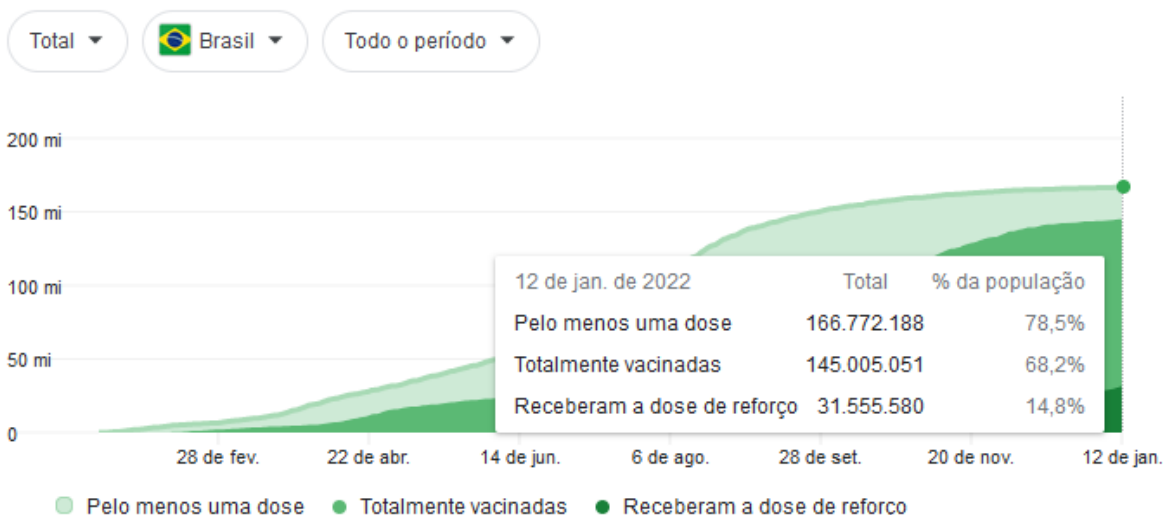 Total Brasil Todo o período
200 mi
150 mi
100 mi
50 mi
0
12 de jan. de 2022 Total % da população
Pelo menos uma dose 166.772.188 78,5%
Totalmente vacinadas 145.005.051 68,2%
Receberam a dose de reforço 31.555.580 14,8%
28 de fev. 22 de abr. 14 de jun. 6 de ago. 28 de set. 20 de nov. 12 de jan.
Pelo menos uma dose Totalmente vacinadas Receberam a dose de reforço